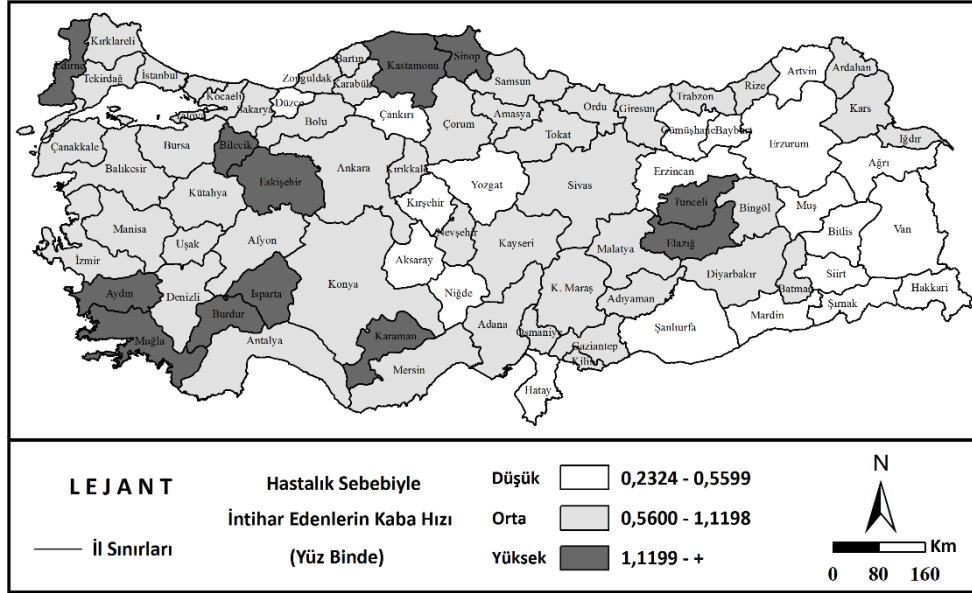 Kırklareli
Edirne
Tekirdağ
İstanbul
Kocaeli
Yalova
Sakarya
Düzce
Zonguldak
Bartın
Karabük
Kastamonu
Sinop
Samsun
Çankırı
Bolu
Çorum
Amasya
Ordu
Giresun
Trabzon
Rize
Artvin
Ardahan
Kars
Iğdır
Çanakkale
Balıkesir
Bursa
Bilecik
Eskişehir
Kütahya
Ankara
Kırıkkale
Yozgat
Kırşehir
Tokat
Sivas
Gümüşhane
Bayburt
Erzurum
Erzincan
Ağrı
Tunceli
Bingöl
Muş
Elazığ
Bitlis
Van
Manisa
Uşak
Afyon
İzmir
Nevşehir
Kayseri
Aksaray
Malatya
Diyarbakır
Batman
Siirt
Hakkari
Şırnak
Mardin
Aydın
Denizli
Isparta
Burdur
Konya
Niğde
K. Maraş
Adıyaman
Şanlıurfa
Muğla
Antalya
Karaman
Mersin
Adana
Osmaniye
Gaziantep
Kilis
Hatay
LEJANT
İl Sınırları
Hastalık Sebebiyle
İntihar Edenlerin Kaba Hızı
(Yüz Binde)
Düşük 0,2324 - 0,5599
Orta 0,5600 - 1,1198
Yüksek 1,1199 - +
N
Km
0 80 160